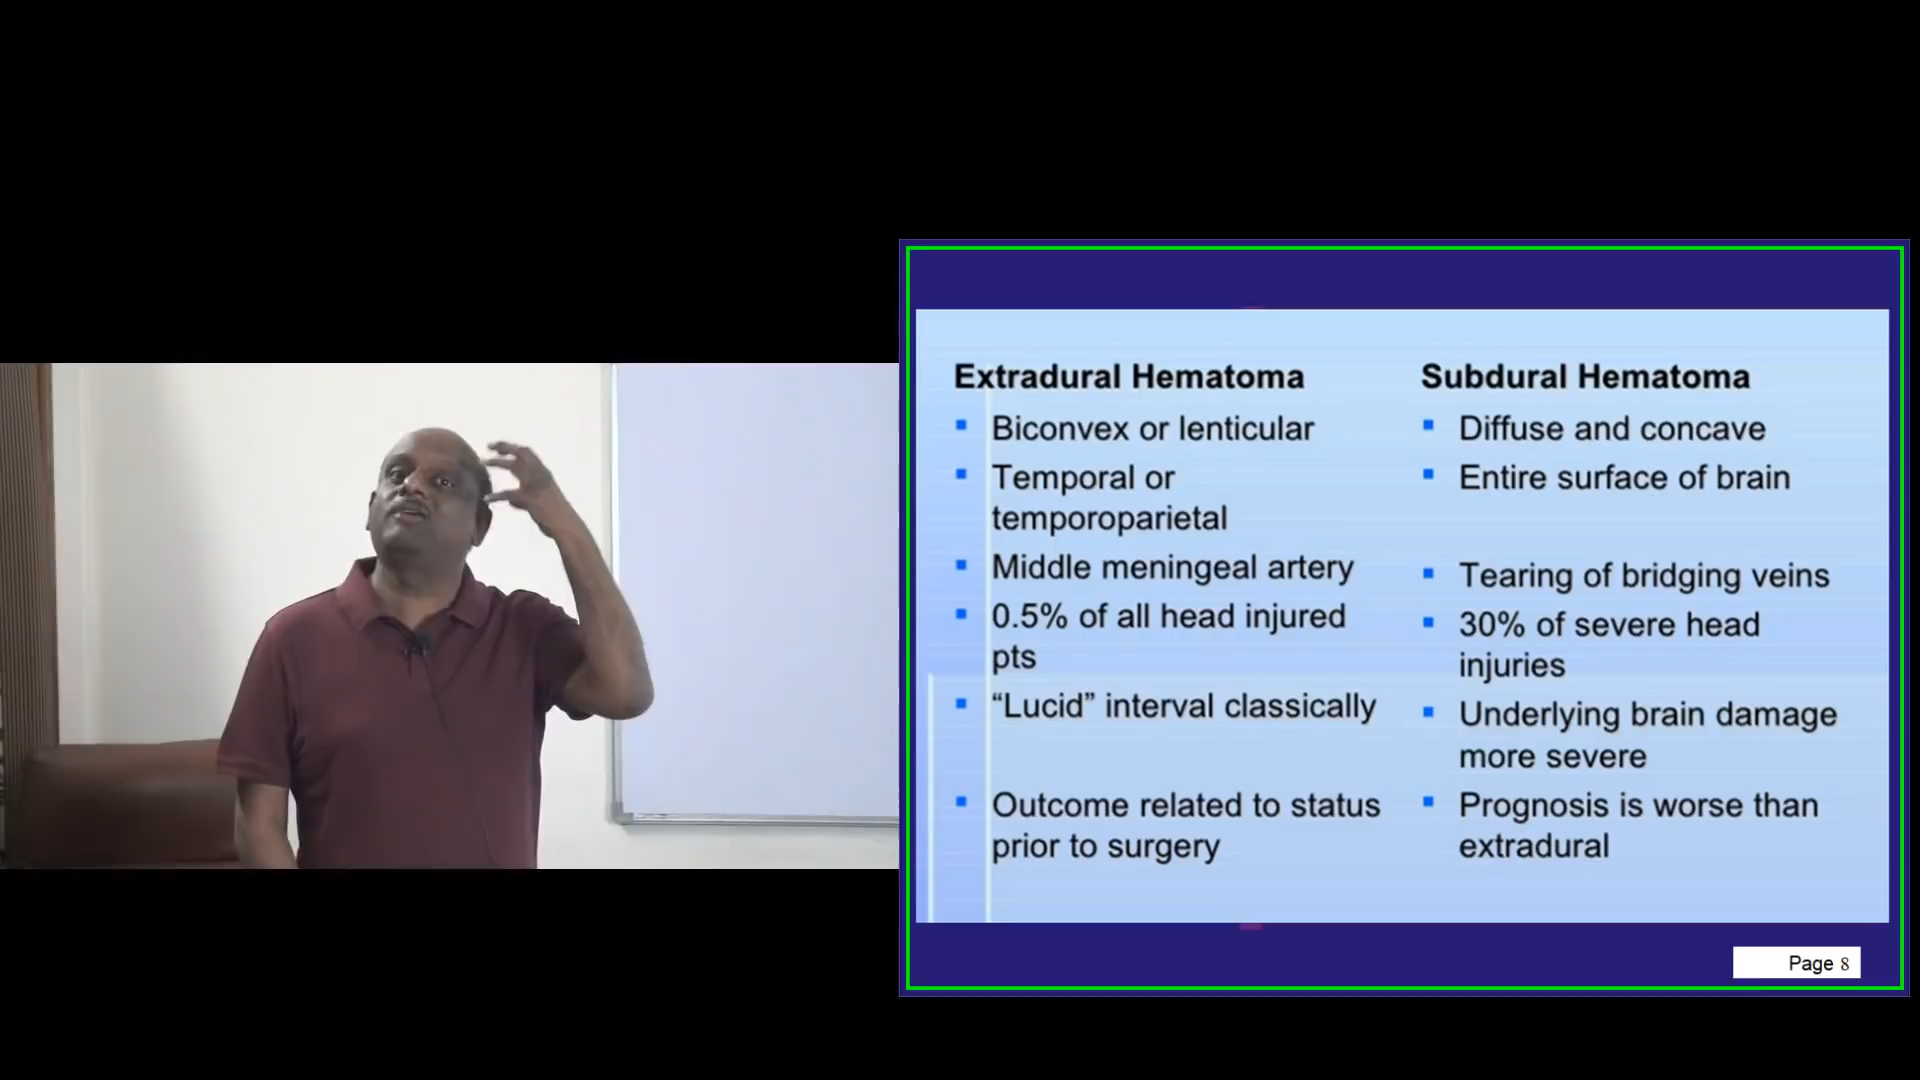 Extradural Hematoma
▪ Biconvex or lenticular
▪ Temporal or
temporoparietal
▪ Middle meningeal artery
▪ 0.5% of all head injured
pts
▪ “Lucid” interval classically
▪ Outcome related to status
prior to surgery
Subdural Hematoma
▪ Diffuse and concave
▪ Entire surface of brain
▪ Tearing of bridging veins
▪ 30% of severe head
injuries
▪ Underlying brain damage
more severe
▪ Prognosis is worse than
extradural
Page 8